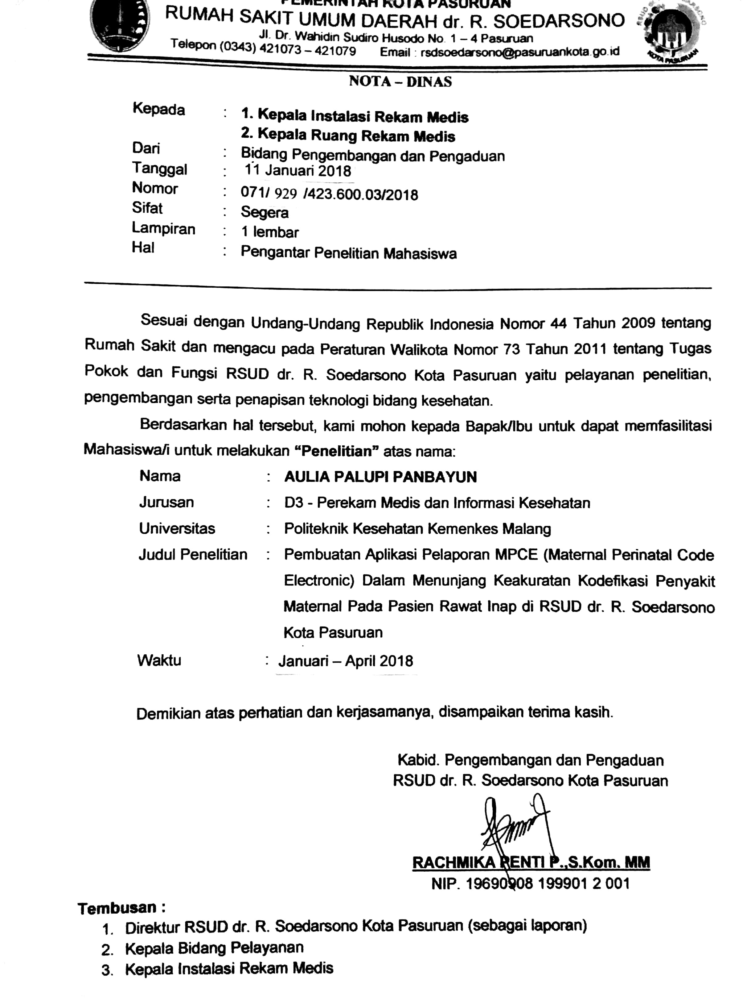 PEMERINTAH KOTA PASURUAN
RUMAH SAKIT UMUM DAERAH dr. R. SOEDARSONO
Jl. Dr. Wahidin Sudiro Husodo No. 1 – 4 Pasuruan
Telepon (0343) 421073 – 421079 Email : rsdsoedarsono@pasuruankota.go.id
KOTA PASURUAN
NOTA – DINAS
Kepada : 1. Kepala Instalasi Rekam Medis
2. Kepala Ruang Rekam Medis
Dari : Bidang Pengembangan dan Pengaduan
Tanggal : 11 Januari 2018
Nomor : 071/ 929 /423.600.03/2018
Sifat : Segera
Lampiran : 1 lembar
Hal : Pengantar Penelitian Mahasiswa
Sesuai dengan Undang-Undang Republik Indonesia Nomor 44 Tahun 2009 tentang
Rumah Sakit dan mengacu pada Peraturan Walikota Nomor 73 Tahun 2011 tentang Tugas
Pokok dan Fungsi RSUD dr. R. Soedarsono Kota Pasuruan yaitu pelayanan penelitian,
pengembangan serta penapisan teknologi bidang kesehatan.
Berdasarkan hal tersebut, kami mohon kepada Bapak/Ibu untuk dapat memfasilitasi
Mahasiswa/i untuk melakukan “Penelitian” atas nama:
Nama : AULIA PALUPI PANBAYUN
Jurusan : D3 - Perekam Medis dan Informasi Kesehatan
Universitas : Politeknik Kesehatan Kemenkes Malang
Judul Penelitian : Pembuatan Aplikasi Pelaporan MPCE (Maternal Perinatal Code
Electronic) Dalam Menunjang Keakuratan Kodefikasi Penyakit
Maternal Pada Pasien Rawat Inap di RSUD dr. R. Soedarsono
Kota Pasuruan
Waktu : Januari – April 2018
Demikian atas perhatian dan kerjasamanya, disampaikan terima kasih.
Kabid. Pengembangan dan Pengaduan
RSUD dr. R. Soedarsono Kota Pasuruan
RACHMIKA RENTI P.,S.Kom. MM
NIP. 19690908 199901 2 001
Tembusan :
1. Direktur RSUD dr. R. Soedarsono Kota Pasuruan (sebagai laporan)
2. Kepala Bidang Pelayanan
3. Kepala Instalasi Rekam Medis